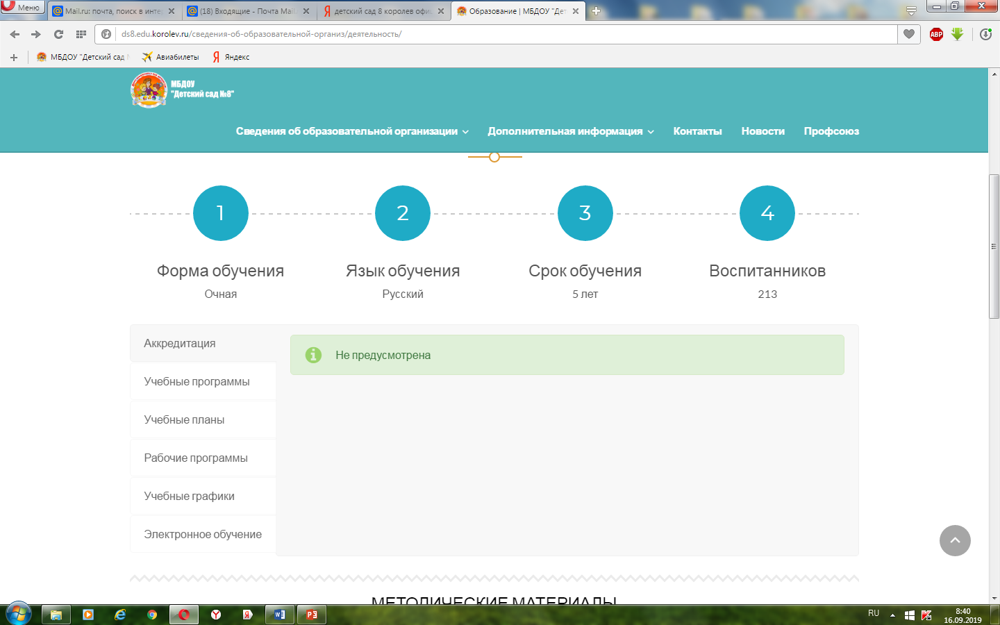 Меню
Mail.ru: почта, поиск в инте
(18) Входящие - Почта Mail
детский сад 8 королев офи
Образование | МБДОУ "Дет
ds8.edu.korolev.ru/сведения-об-образовательной-организ/деятельность/
ABP
МБДОУ "Детский сад
Авиабилеты
Яндекс
МБДОУ
"Детский сад №8"
Сведения об образовательной организации
Дополнительная информация
Контакты
Новости
Профсоюз
1
2
3
4
Форма обучения
Язык обучения
Срок обучения
Воспитанников
Очная
Русский
5 лет
213
Аккредитация
Не предусмотрена
Учебные программы
Учебные планы
Рабочие программы
Учебные графики
Электронное обучение
МЕТОДИЧЕСКИЕ МАТЕРИАЛЫ
RU
8:40
16.09.2019